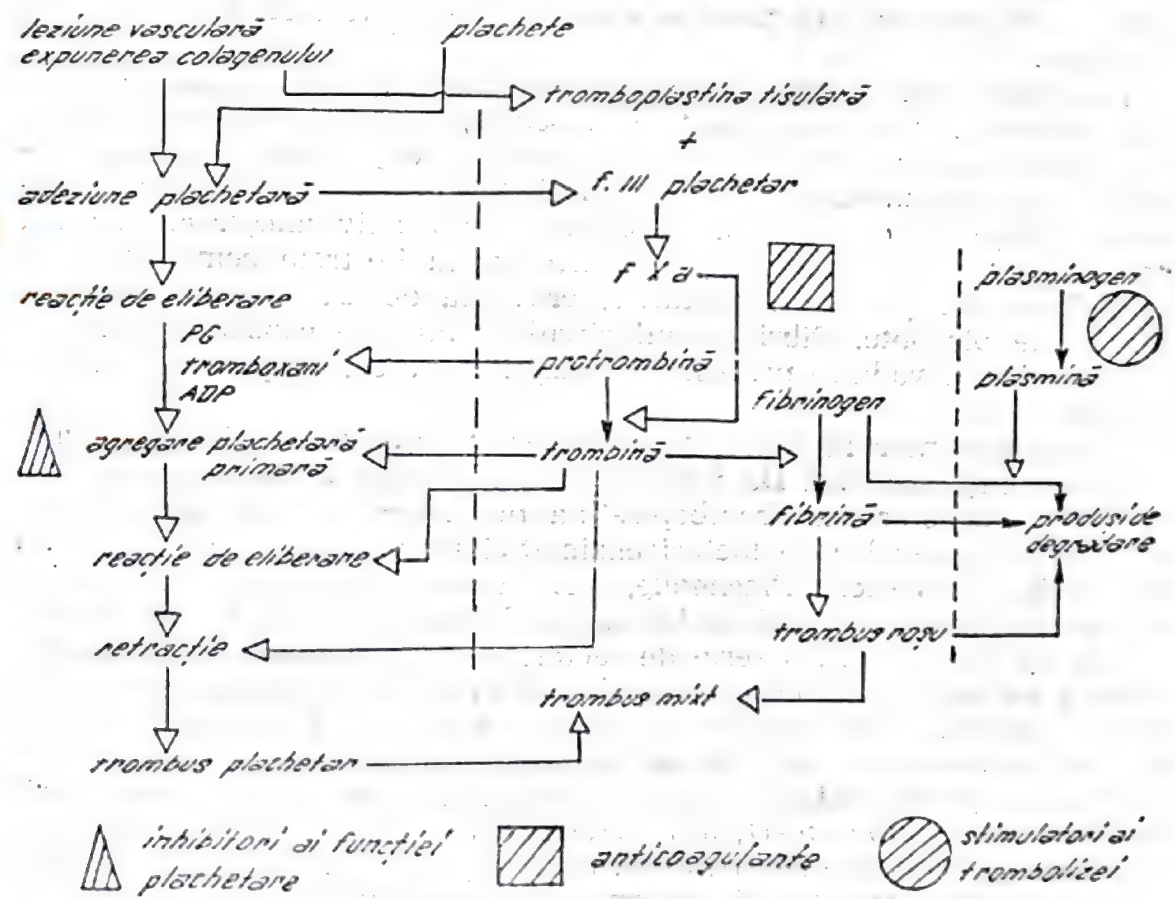 leziune vasculară
expunerea colagenului
plachete
tromboplastina tisulară
+
adeziune plachetară
f. III plachetar
f X a
reacție de eliberare
plasminogen
PG
tromboxani
ADP
protrombină
plasmină
fibrinogen
agregare plachetară
primară
trombină
fibrină
produși de
degradare
reacție de eliberare
retracție
trombus roșu
trombus mixt
trombus plachetar
inhibitori ai funcției
plachetare
anticoagulante
stimulatori ai
trombolizei